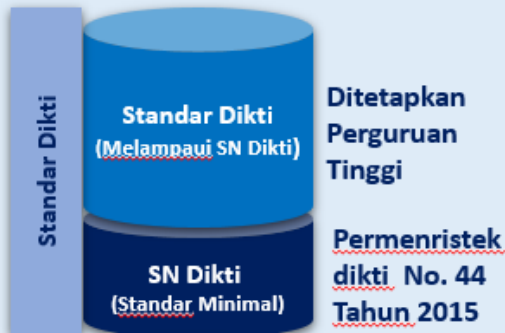 Standar Dikti
Standar Dikti
(Melampaui SN Dikti)
Ditetapkan
Perguruan
Tinggi
SN Dikti
(Standar Minimal)
Permenristek
dikti No. 44
Tahun 2015